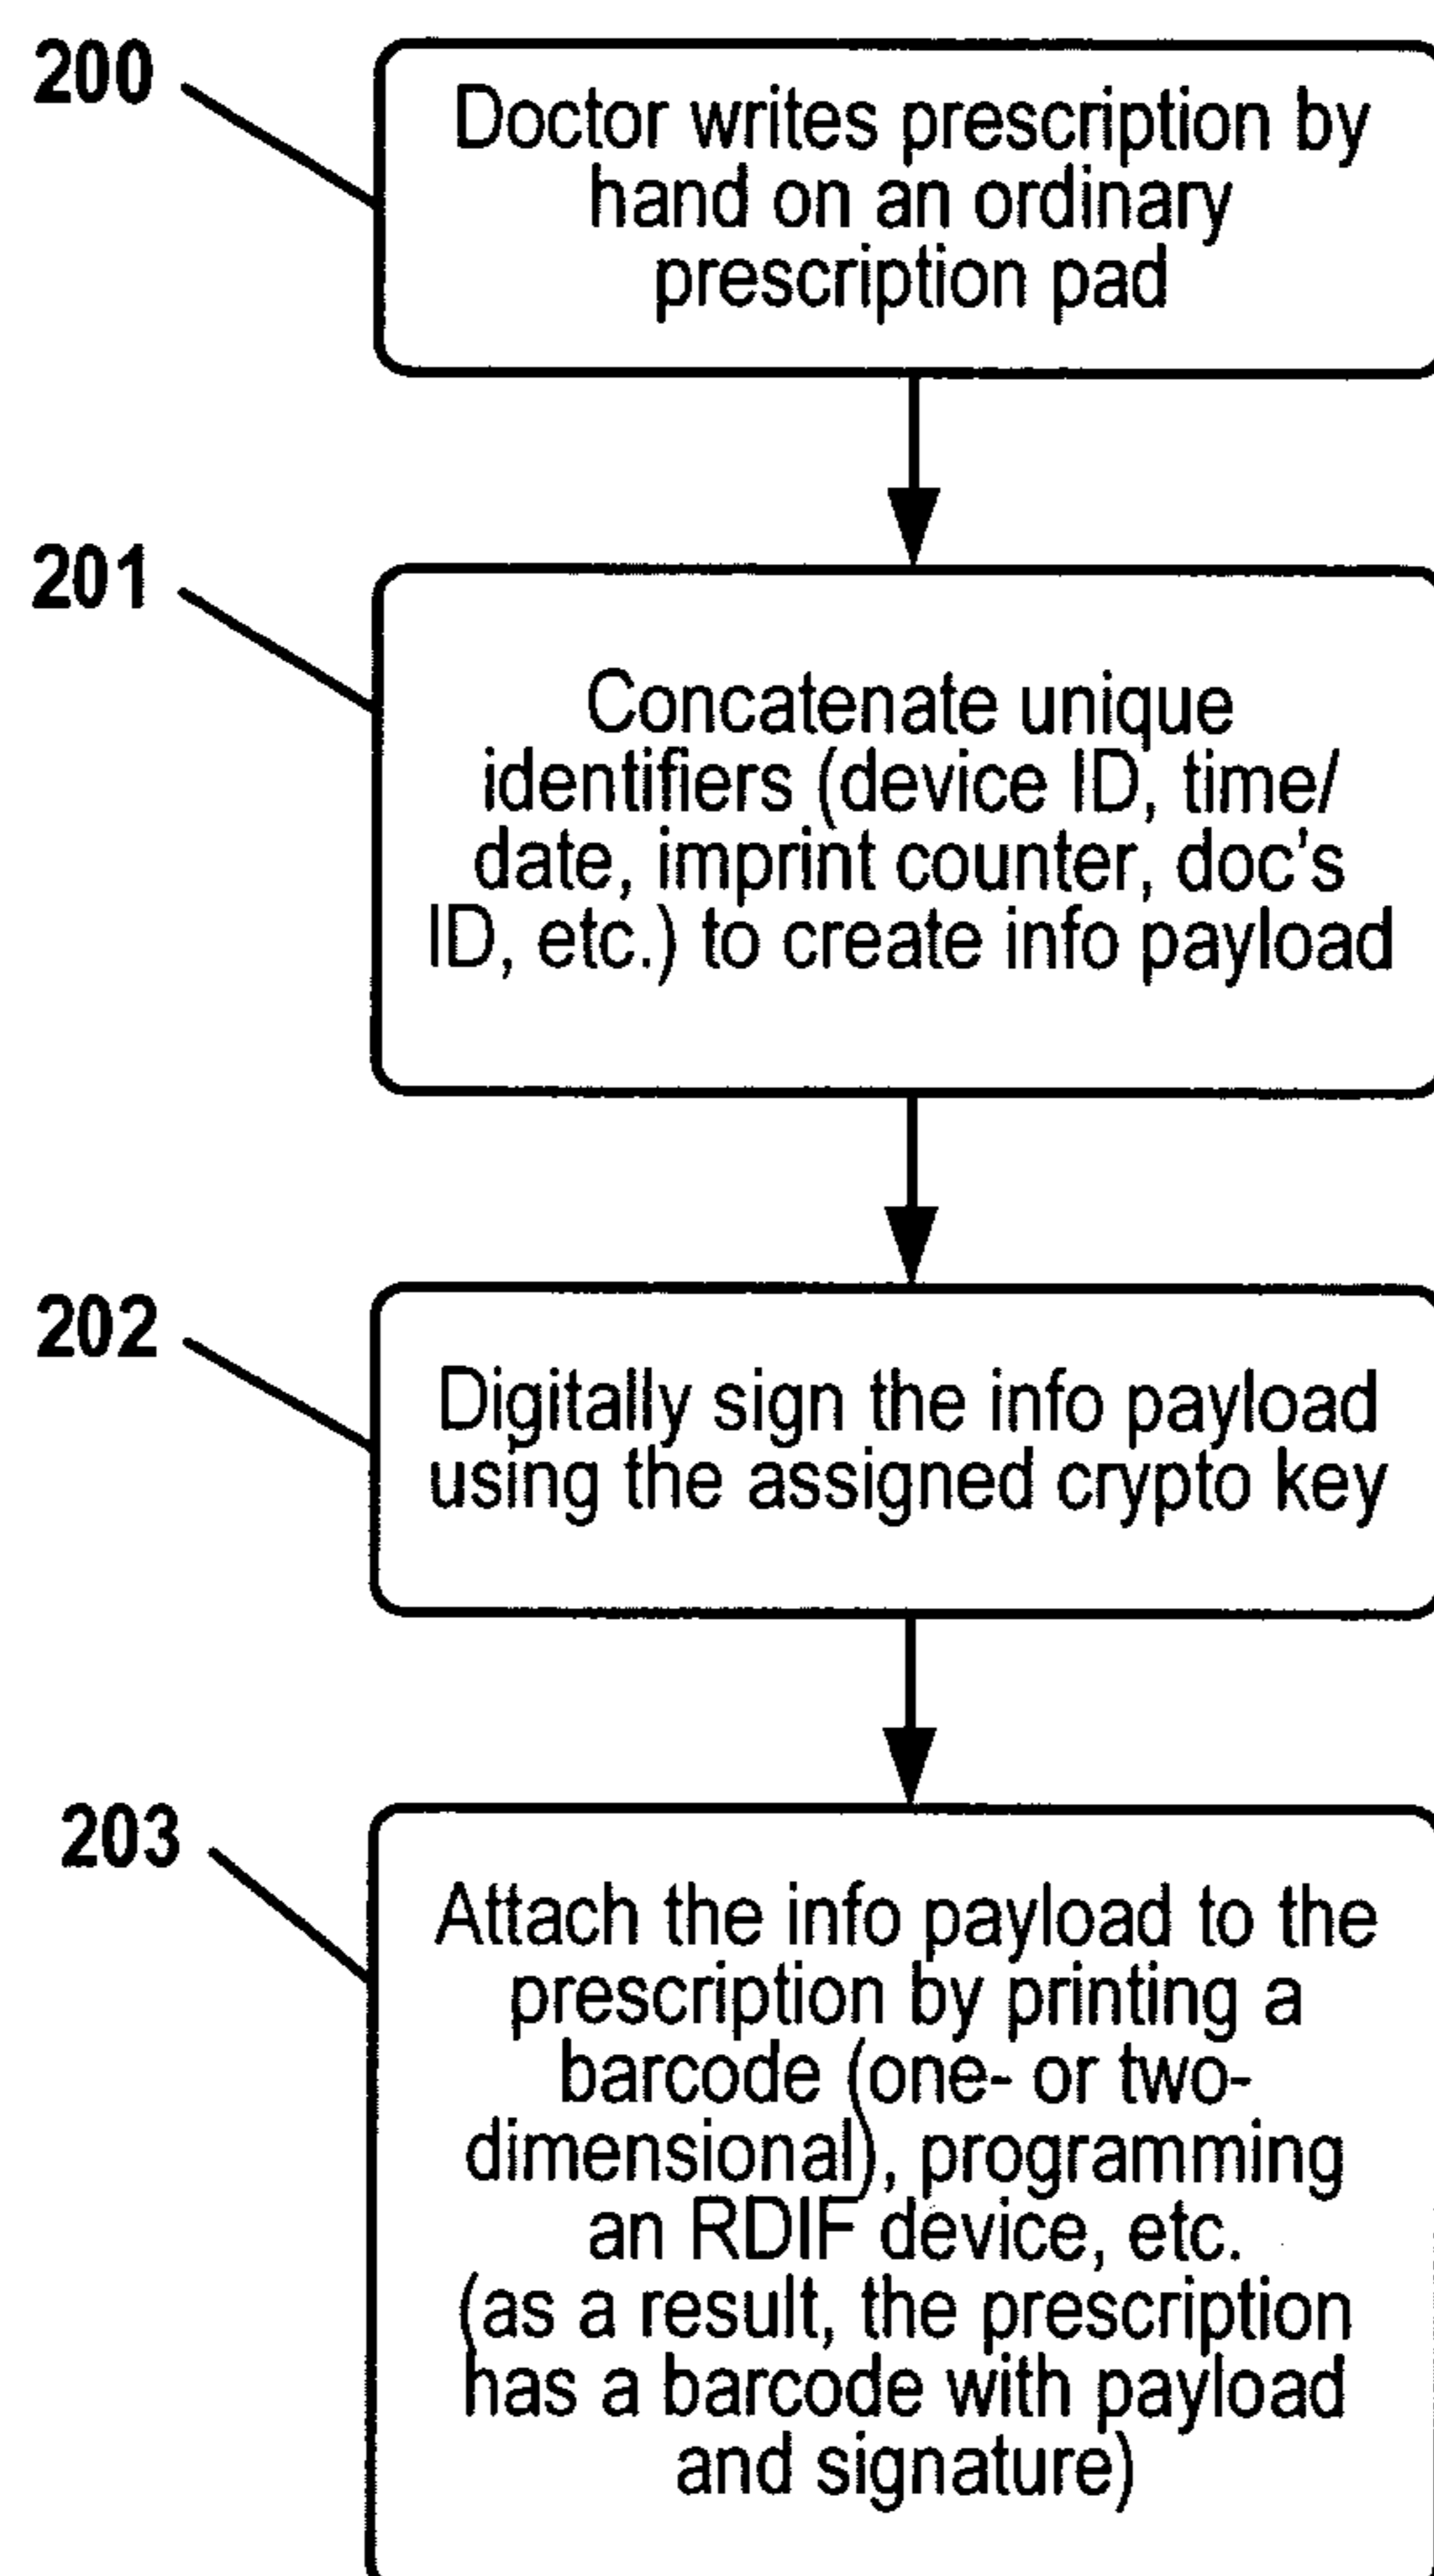 200
Doctor writes prescription by
hand on an ordinary
prescription pad
201
Concatenate unique
identifiers (device ID, time/
date, imprint counter, doc's
ID, etc.) to create info payload
202
Digitally sign the info payload
using the assigned crypto key
203
Attach the info payload to the
prescription by printing a
barcode (one- or two-
dimensional), programming
an RDIF device, etc.
(as a result, the prescription
has a barcode with payload
and signature)